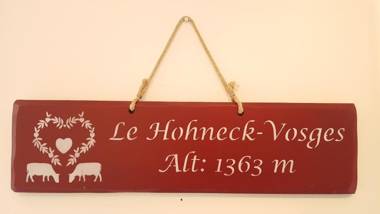 Le Hohneck-Vosges
Alt: 1363 m